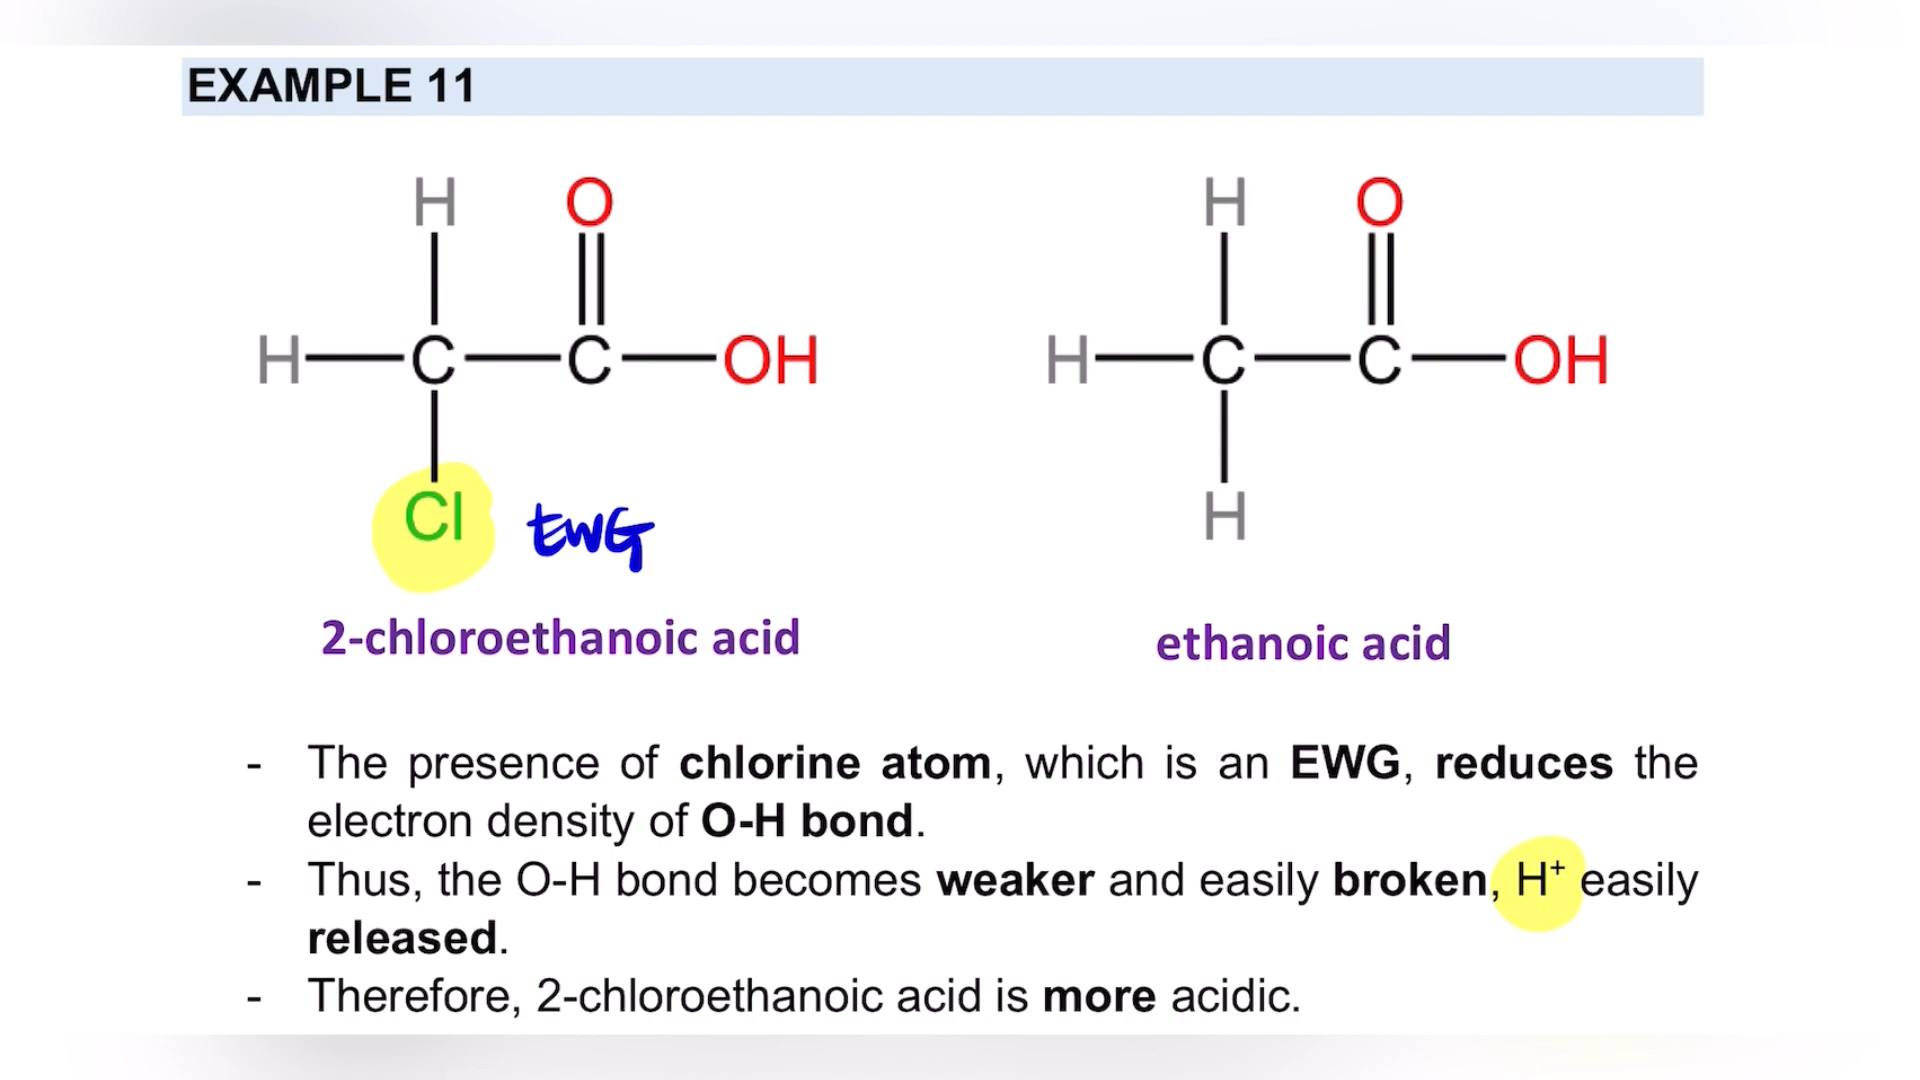 EXAMPLE 11
H O H O
H C C OH H C C OH
Cl EWG H
2-chloroethanoic acid ethanoic acid
- The presence of chlorine atom, which is an EWG, reduces the
electron density of O-H bond.
- Thus, the O-H bond becomes weaker and easily broken, H⁺ easily
released.
- Therefore, 2-chloroethanoic acid is more acidic.